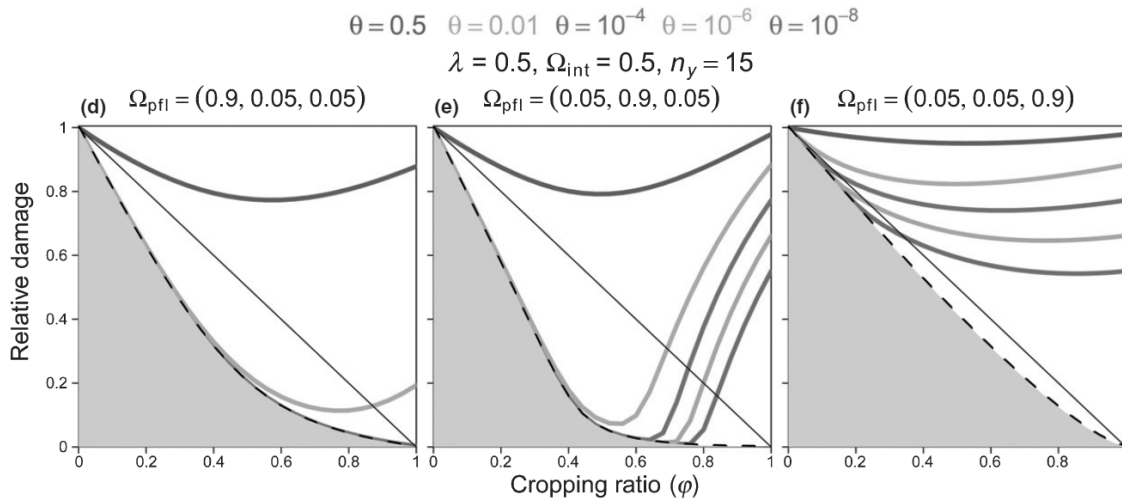 θ = 0.5 θ = 0.01 θ = 10⁻⁴ θ = 10⁻⁶ θ = 10⁻⁸
λ = 0.5, Ω_int = 0.5, n_y = 15
(d) Ω_pfl = (0.9, 0.05, 0.05) (e) Ω_pfl = (0.05, 0.9, 0.05) (f) Ω_pfl = (0.05, 0.05, 0.9)
1
0.8
0.6
0.4
0.2
0
Relative damage
0 0.2 0.4 0.6 0.8 1 0 0.2 0.4 0.6 0.8 1 0 0.2 0.4 0.6 0.8 1
Cropping ratio (φ)